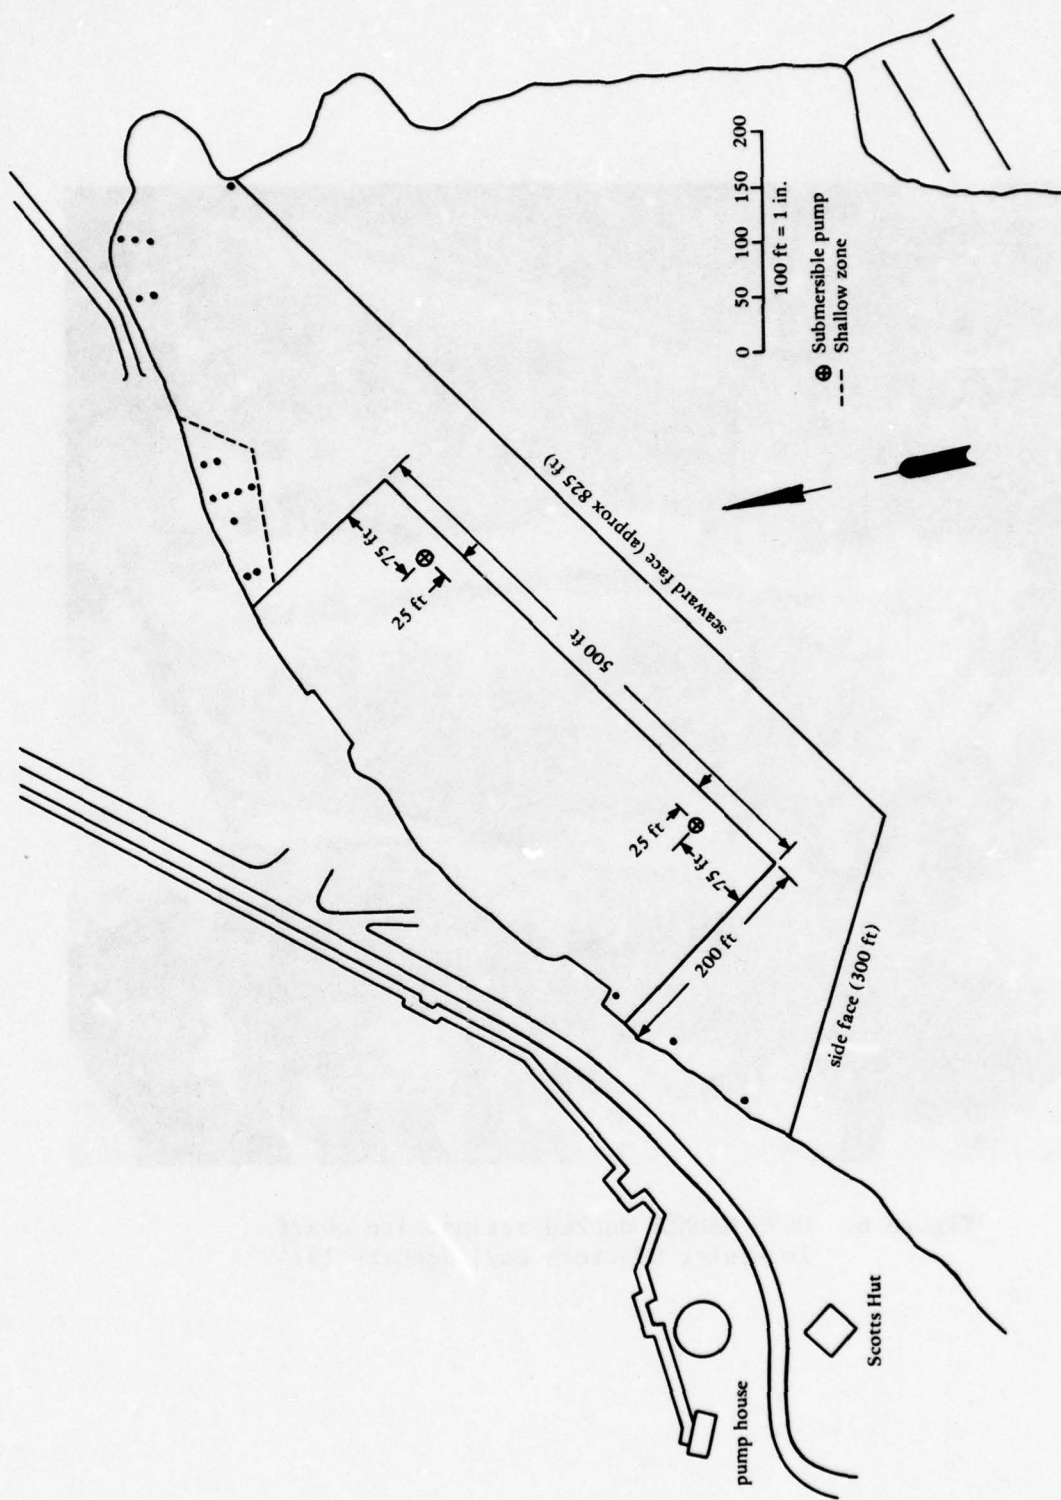 0 50 100 150 200
100 ft = 1 in.
Submersible pump
Shallow zone
75 ft
25 ft
seaward face (approx 825 ft)
500 ft
25 ft
75 ft
200 ft
side face (300 ft)
Scotts Hut
pump house